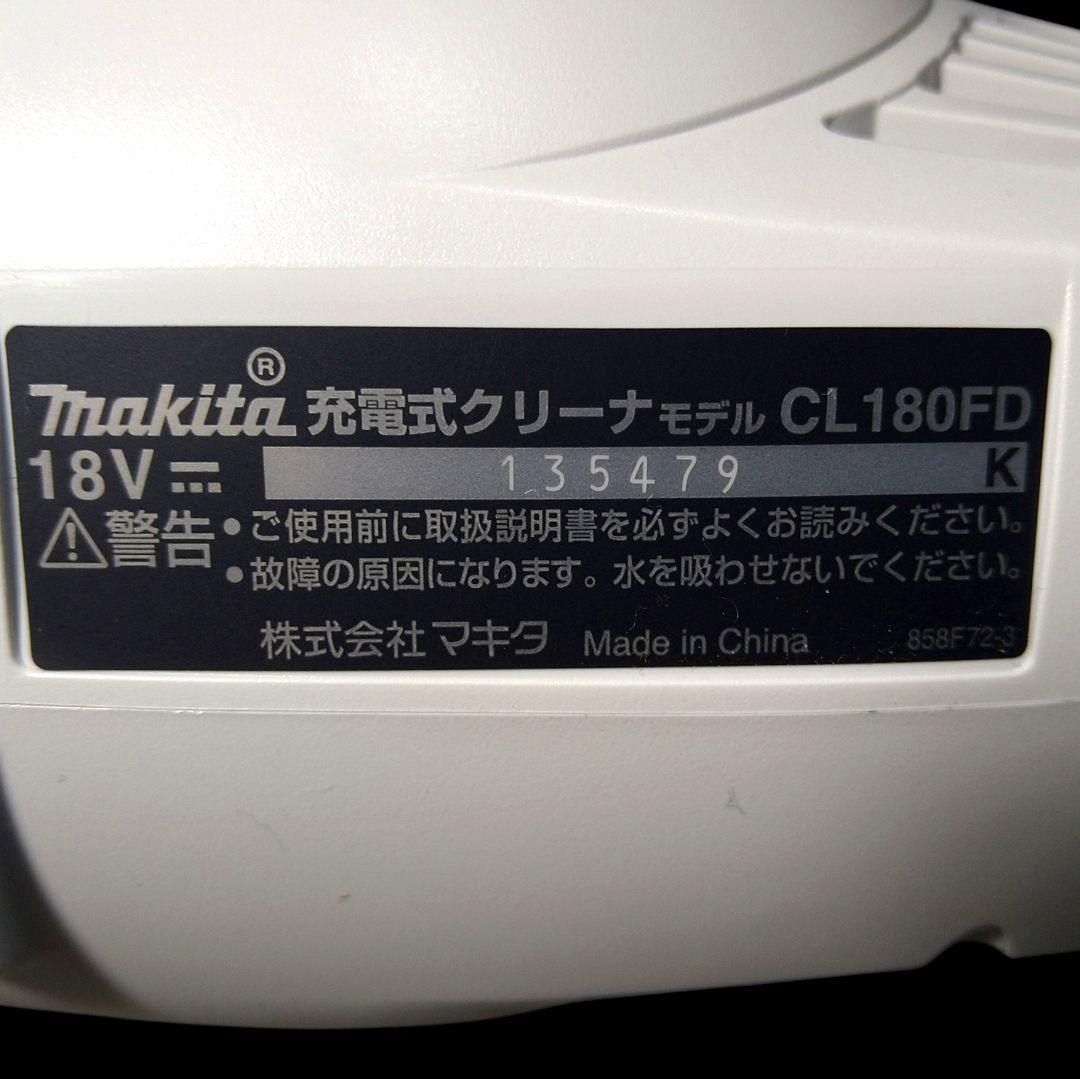 makita® 充電式クリーナ モデル CL180FD
18V 135479 K
警告 • ご使用前に取扱説明書を必ずよくお読みください。
• 故障の原因になります。水を吸わせないでください。
株式会社 マキタ Made in China 858F72-3